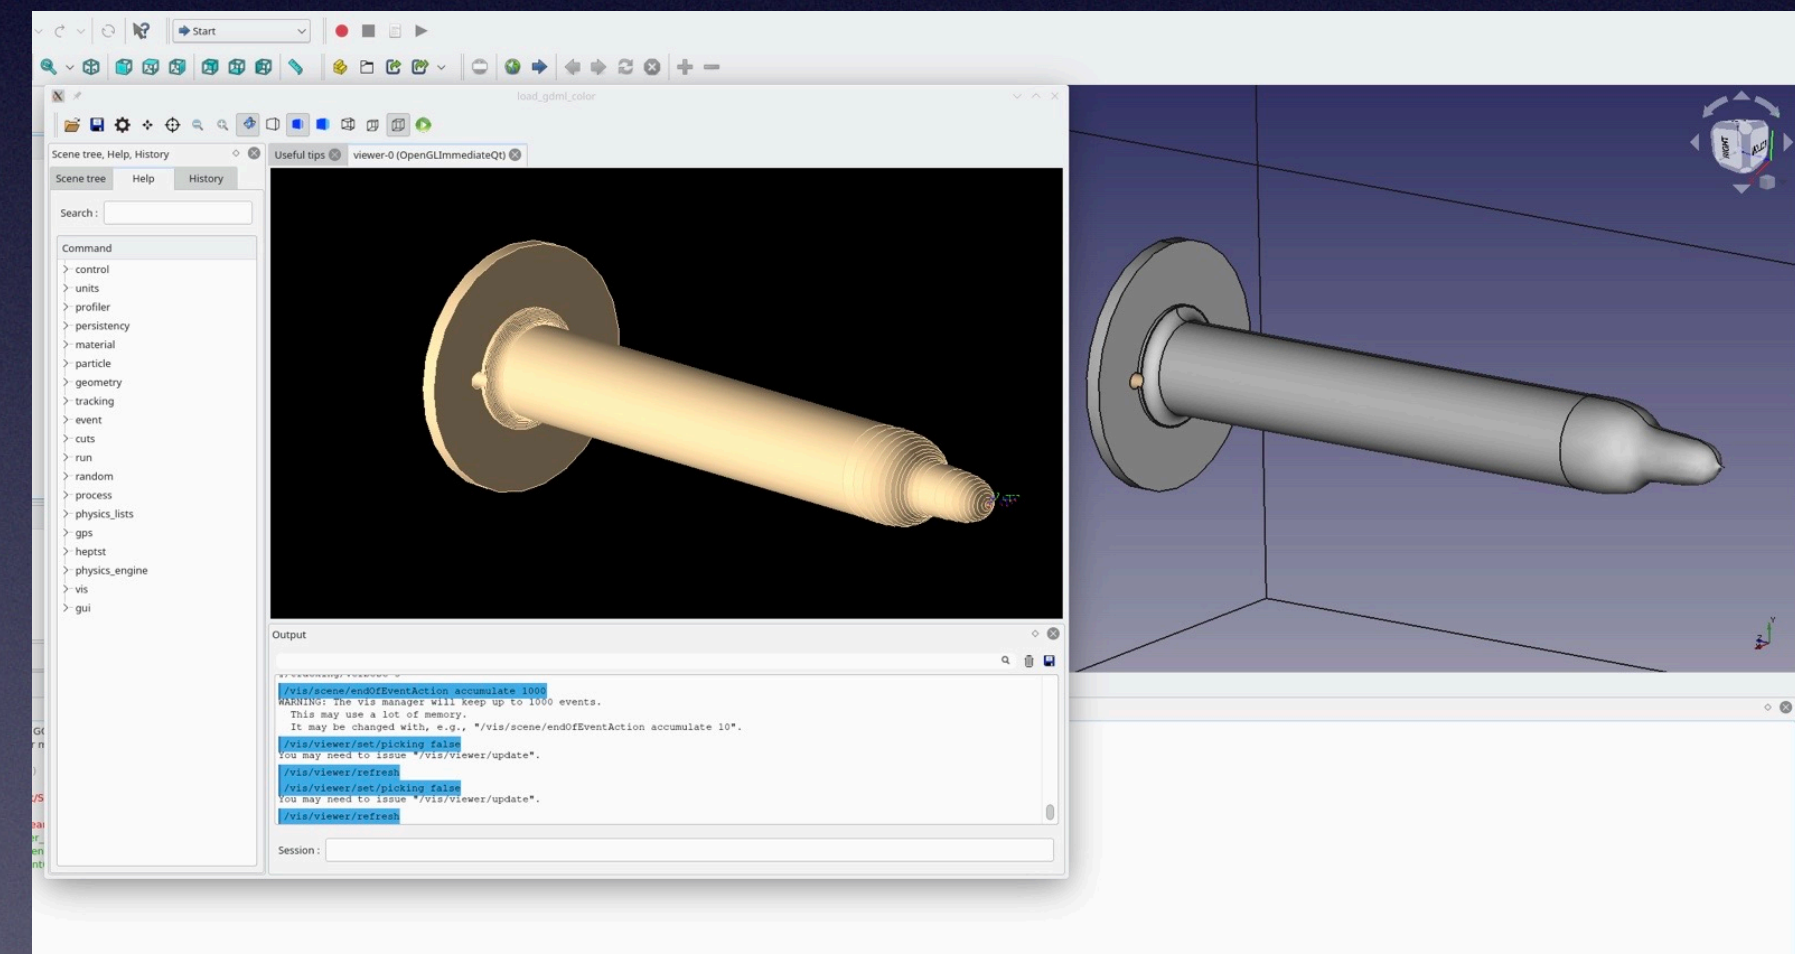 Start
load_gdml_color
Scene tree, Help, History
Useful tips
viewer-0 (OpenGLImmediateQt)
Scene tree
Help
History
Search :
Command
control
units
profiler
persistency
material
particle
geometry
tracking
event
cuts
run
random
process
physics_lists
gps
heptst
physics_engine
vis
gui
RIGHT
Y
Output
/vis/scene/endOfEventAction accumulate 1000
WARNING: The vis manager will keep up to 1000 events.
This may use a lot of memory.
It may be changed with, e.g., "/vis/scene/endOfEventAction accumulate 10".
/vis/viewer/set/picking false
You may need to issue "/vis/viewer/update".
/vis/viewer/refresh
/vis/viewer/set/picking false
You may need to issue "/vis/viewer/update".
/vis/viewer/refresh
Session :